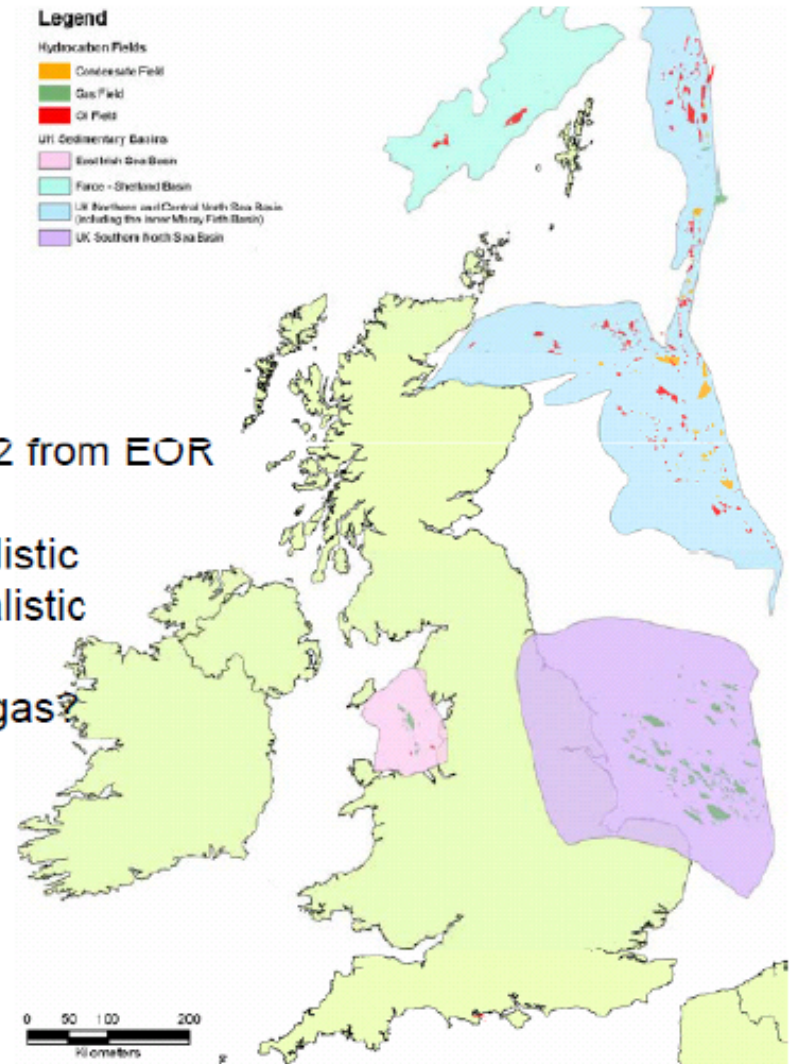 Legend
Hydrocarbon Fields
Condensate Field
Gas Field
Oil Field
UK Sedimentary Basins
East Irish Sea Basin
Faroe - Shetland Basin
UK Northern and Central North Sea Basin
(including the Inner Moray Firth Basin)
UK Southern North Sea Basin
2 from EOR
listic
alistic
gas?
0 50 100 200
Kilometers